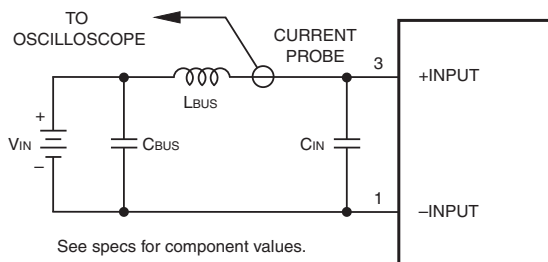 TO
OSCILLOSCOPE
CURRENT
PROBE
LBUS
3
+INPUT
+
VIN
–
CBUS
CIN
1
–INPUT
See specs for component values.